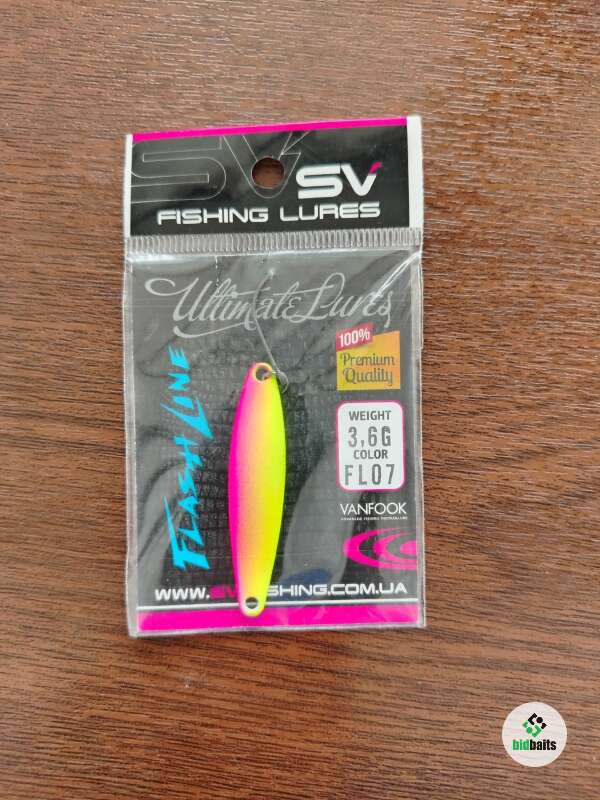 SV
SV
FISHING LURES
Ultimate Lures
100%
Premium
Quality
FLASH LINE
WEIGHT
3,6G
COLOR
FL07
VANFOOK
WWW.SVFISHING.COM.UA
bidbaits